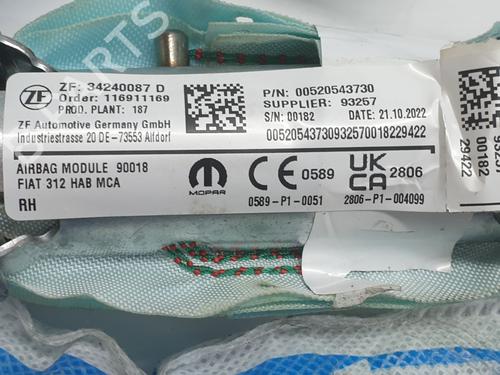 ZF
ZF: 34240087 D
Order: 116911169
PROD. PLANT: 187
ZF Automotive Germany GmbH
Industriestrasse 20 DE-73553 Alfdorf
P/N: 00520543730
SUPPLIER: 93257
S/N: 00182 DATE: 21.10.2022
00520543730932570018229422
AIRBAG MODULE 90018
FIAT 312 HAB MCA
RH
MOPAR
CE 0589
0589-P1-0051
UK
CA 2806
2806-P1-004099
00182
29422